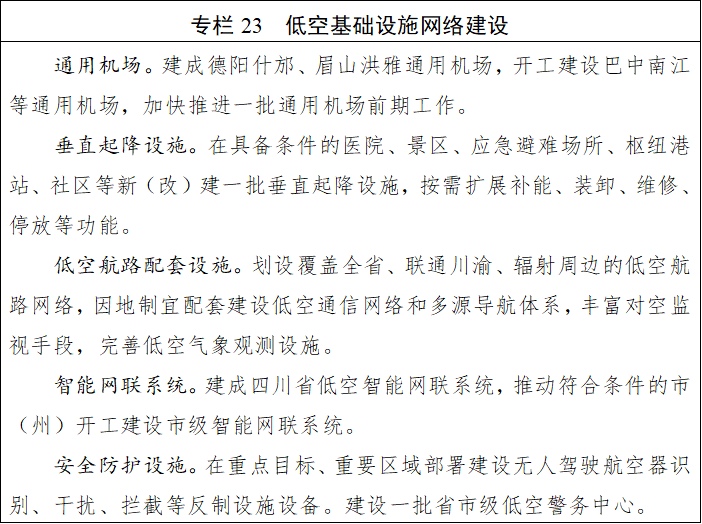 专栏 23　低空基础设施网络建设
通用机场。建成德阳什邡、眉山洪雅通用机场，开工建设巴中南江
等通用机场，加快推进一批通用机场前期工作。
垂直起降设施。在具备条件的医院、景区、应急避难场所、枢纽港
站、社区等新（改）建一批垂直起降设施，按需扩展补能、装卸、维修、
停放等功能。
低空航路配套设施。划设覆盖全省、联通川渝、辐射周边的低空航
路网络，因地制宜配套建设低空通信网络和多源导航体系，丰富对空监
视手段，完善低空气象观测设施。
智能网联系统。建成四川省低空智能网联系统，推动符合条件的市
（州）开工建设市级智能网联系统。
安全防护设施。在重点目标、重要区域部署建设无人驾驶航空器识
别、干扰、拦截等反制设施设备。建设一批省市级低空警务中心。